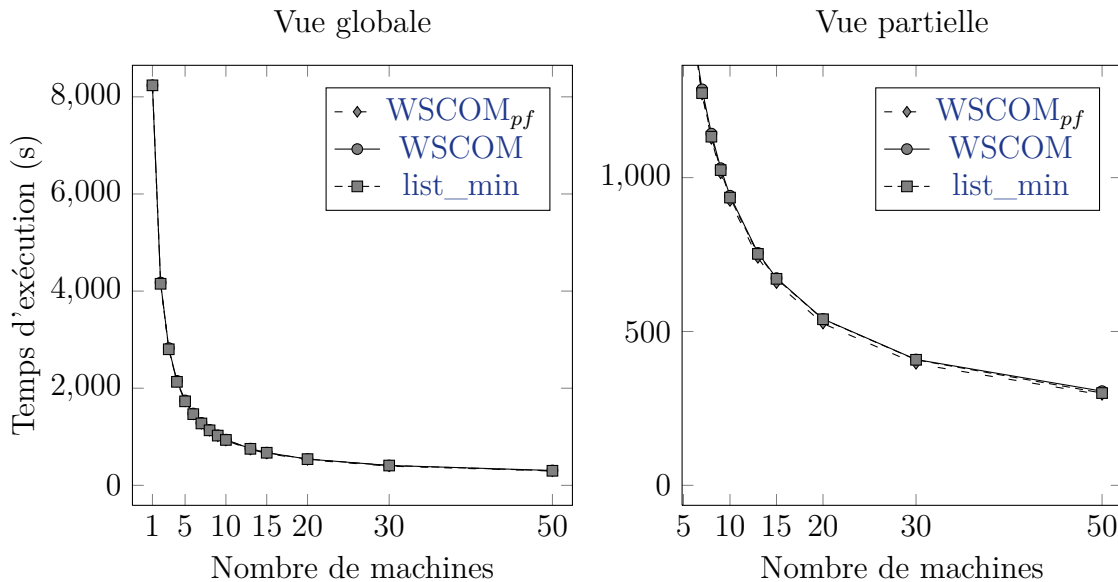 Vue globale
Vue partielle
Temps d'exécution (s)
8,000
6,000
4,000
2,000
0
1 5 10 15 20 30 50
Nombre de machines
WSCOM_pf
WSCOM
list_min
1,000
500
0
5 10 15 20 30 50
Nombre de machines
WSCOM_pf
WSCOM
list_min